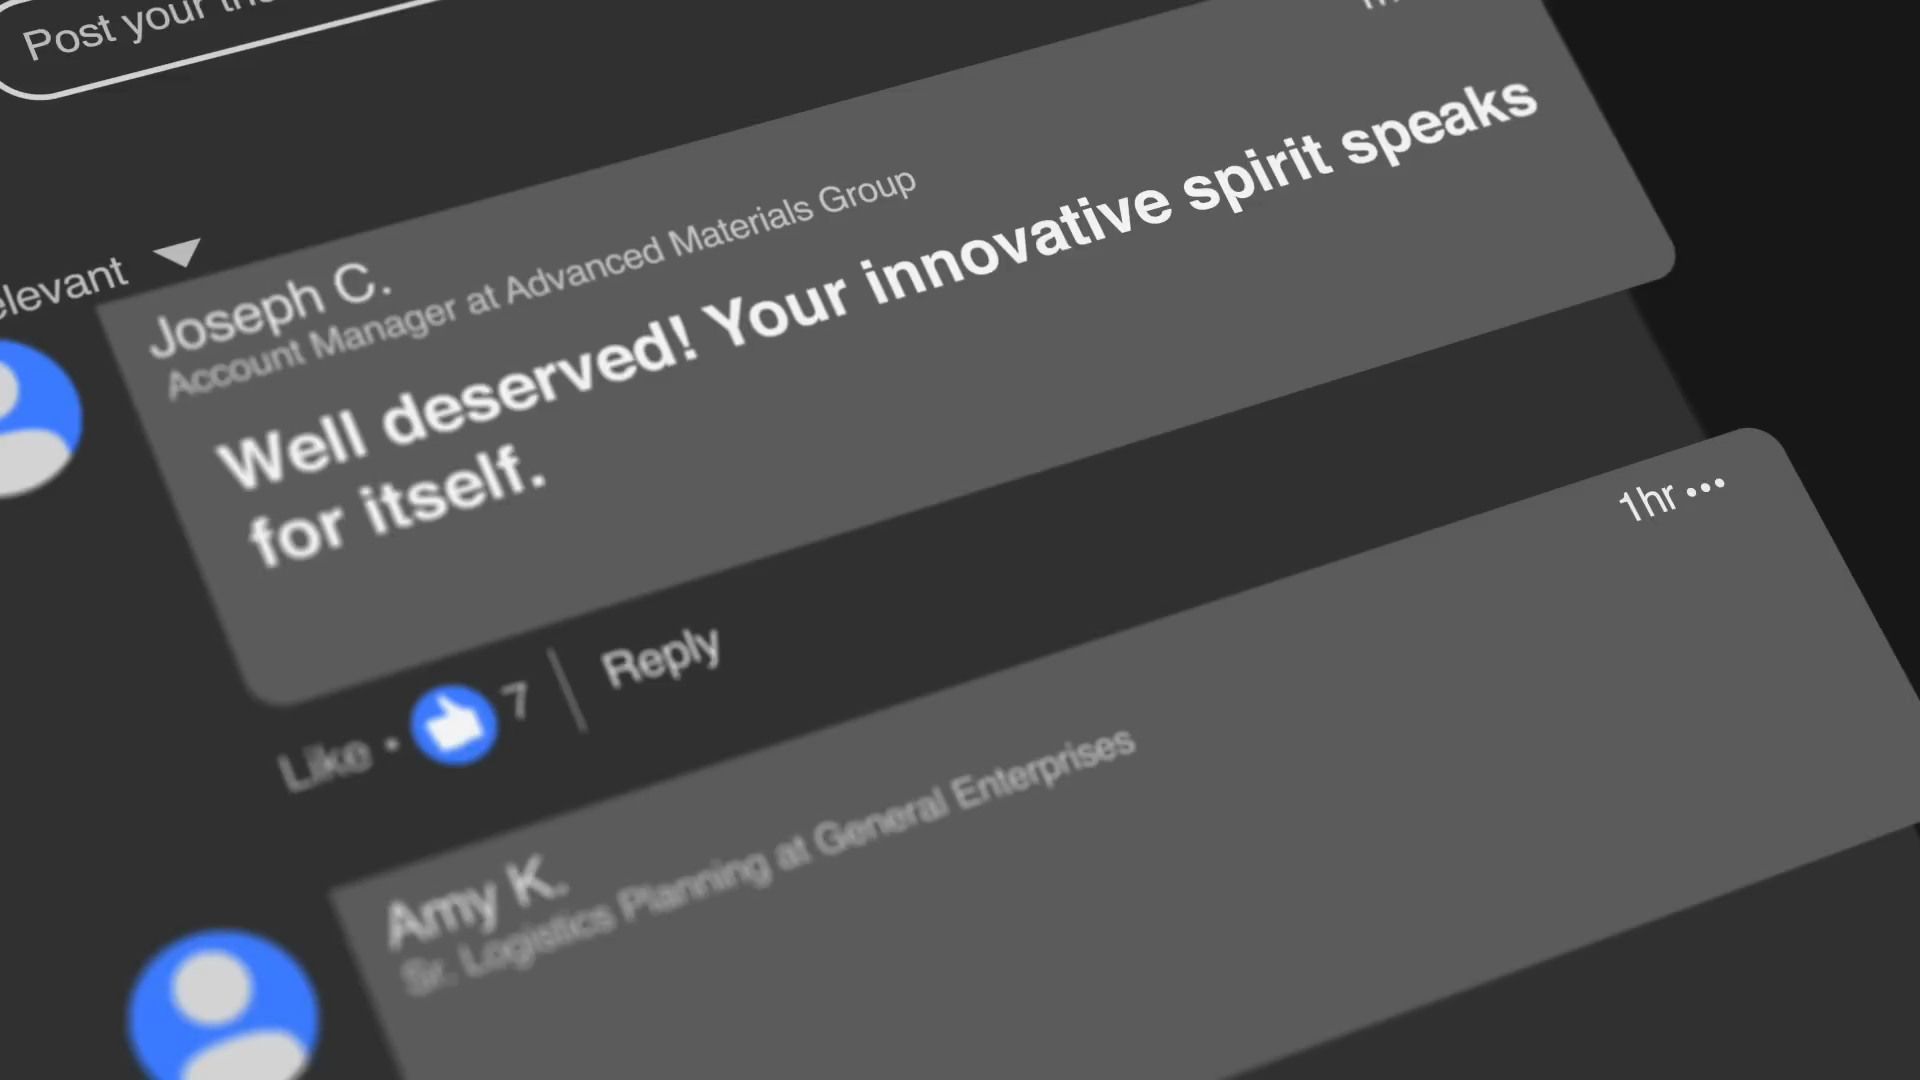 Post your
Joseph C.
Account Manager at Advanced Materials Group
Well deserved! Your innovative spirit speaks
for itself.
Like • 7 Reply
1hr •••
Amy K.
Sr. Logistics Planning at General Enterprises